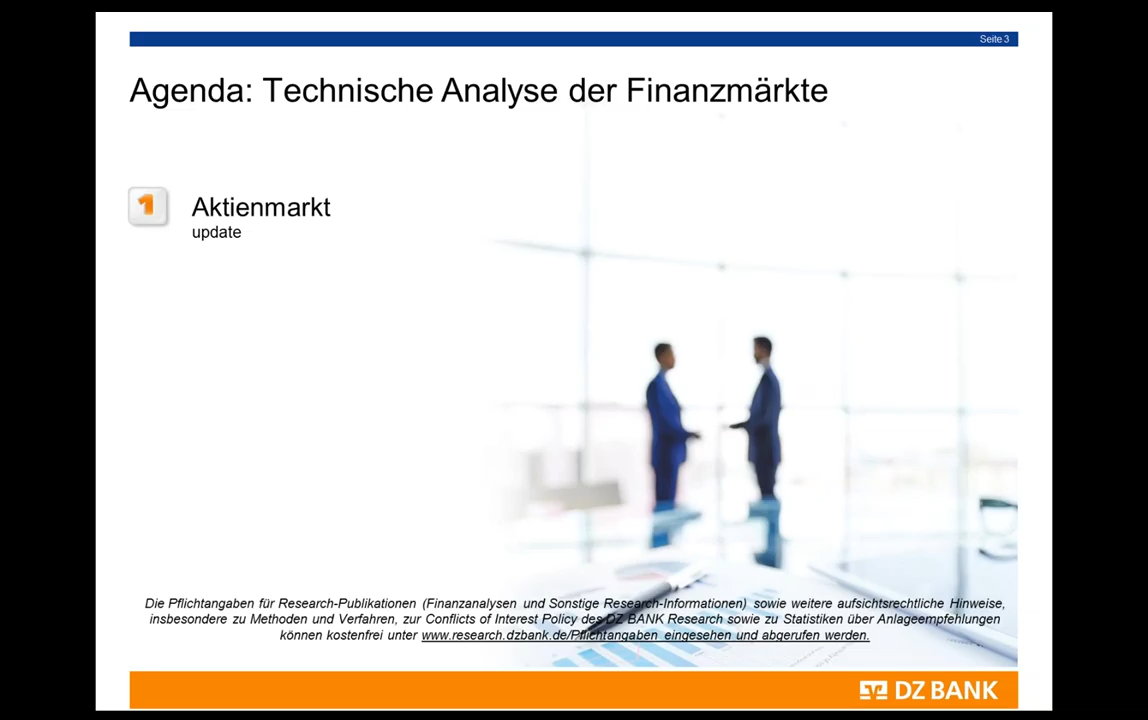 Seite 3
Agenda: Technische Analyse der Finanzmärkte
1
Aktienmarkt
update
Die Pflichtangaben für Research-Publikationen (Finanzanalysen und Sonstige Research-Informationen) sowie weitere aufsichtsrechtliche Hinweise,
insbesondere zu Methoden und Verfahren, zur Conflicts of Interest Policy des DZ BANK Research sowie zu Statistiken über Anlageempfehlungen
können kostenfrei unter www.research.dzbank.de/Pflichtangaben eingesehen und abgerufen werden.
DZ BANK